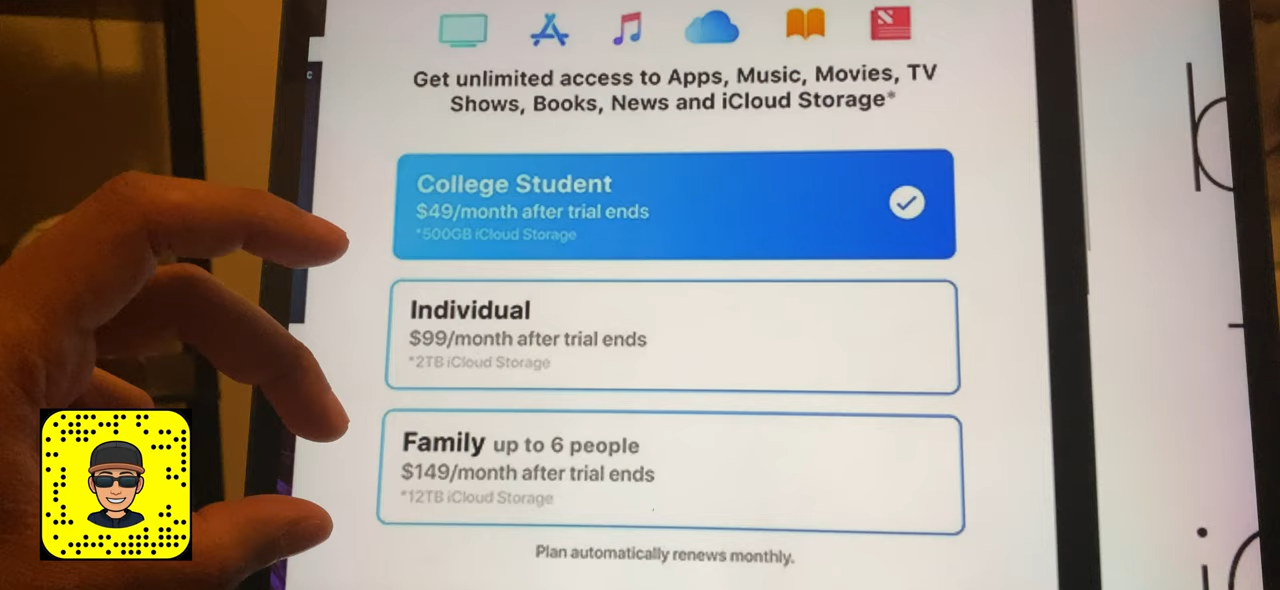 Get unlimited access to Apps, Music, Movies, TV
Shows, Books, News and iCloud Storage*
College Student
$49/month after trial ends
*500GB iCloud Storage
Individual
$99/month after trial ends
*2TB iCloud Storage
Family up to 6 people
$149/month after trial ends
*12TB iCloud Storage
Plan automatically renews monthly.